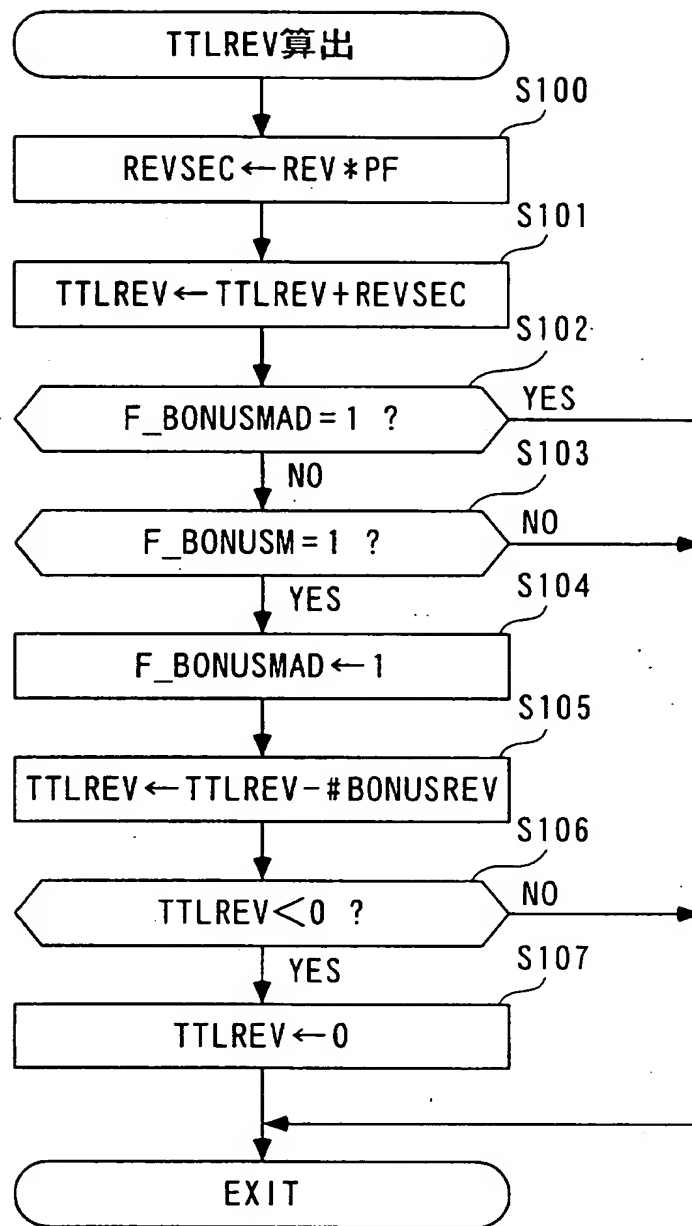 TTLREV算出
S100
REVSEC←REV*PF
S101
TTLREV←TTLREV+REVSEC
S102
F_BONUSMAD=1 ?
YES
NO
S103
F_BONUSM=1 ?
NO
YES
S104
F_BONUSMAD←1
S105
TTLREV←TTLREV-#BONUSREV
S106
TTLREV<0 ?
NO
YES
S107
TTLREV←0
EXIT